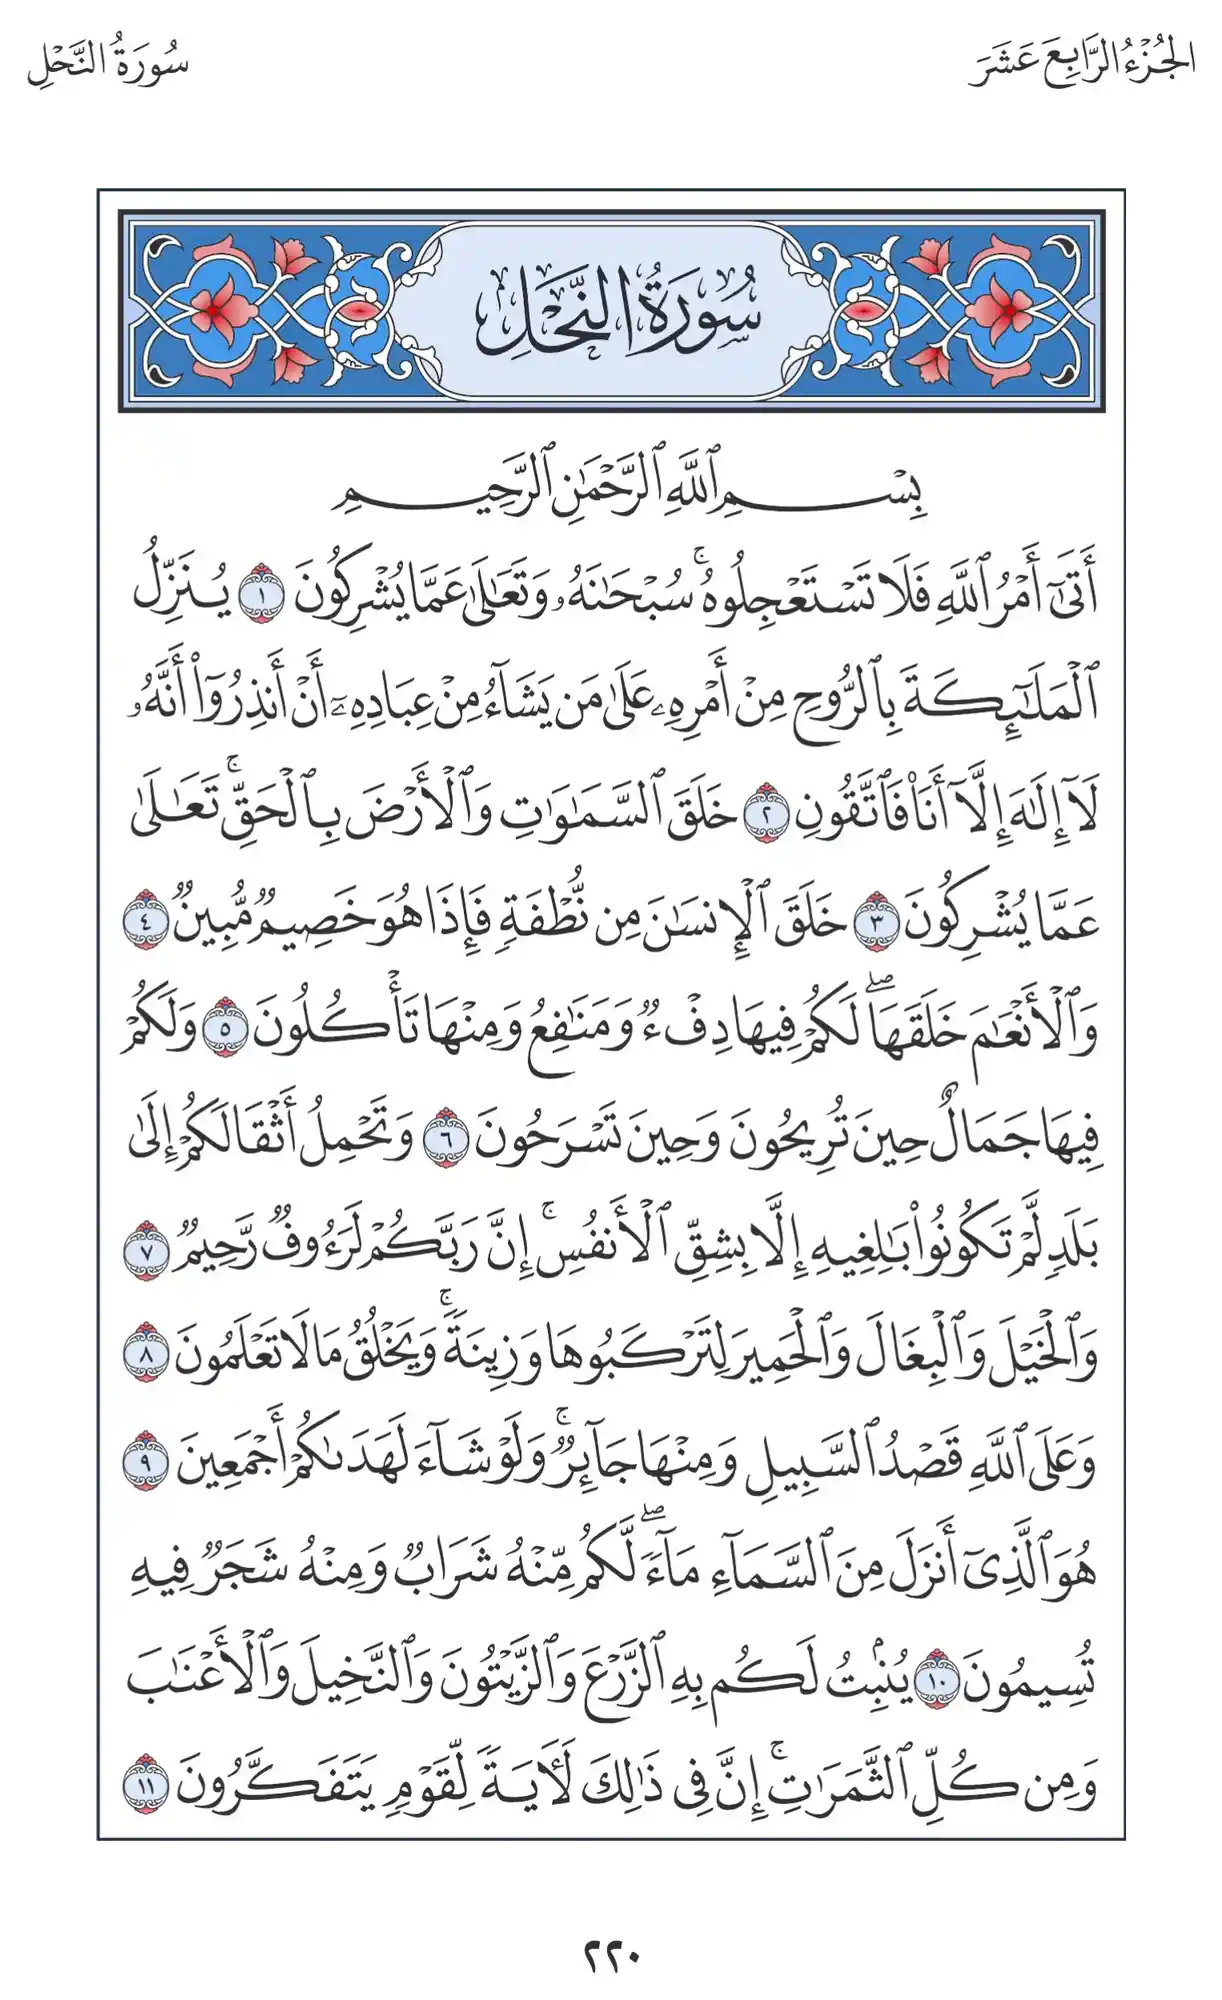 الجُزْءُ الرَّابِعَ عَشَرَ
سُورَةُ النَّحْلِ
سُورَةُ النَّحْلِ
بِسْمِ ٱللَّهِ ٱلرَّحْمَٰنِ ٱلرَّحِيمِ
أَتَىٰٓ أَمْرُ ٱللَّهِ فَلَا تَسْتَعْجِلُوهُۚ سُبْحَٰنَهُۥ وَتَعَٰلَىٰ عَمَّا يُشْرِكُونَ ١ يُنَزِّلُ
ٱلْمَلَٰٓئِكَةَ بِٱلرُّوحِ مِنْ أَمْرِهِۦ عَلَىٰ مَن يَشَآءُ مِنْ عِبَادِهِۦٓ أَنْ أَنذِرُوٓا۟ أَنَّهُۥ
لَآ إِلَٰهَ إِلَّآ أَنَا۠ فَٱتَّقُونِ ٢ خَلَقَ ٱلسَّمَٰوَٰتِ وَٱلْأَرْضَ بِٱلْحَقِّۚ تَعَٰلَىٰ
عَمَّا يُشْرِكُونَ ٣ خَلَقَ ٱلْإِنسَٰنَ مِن نُّطْفَةٍ فَإِذَا هُوَ خَصِيمٌ مُّبِينٌ ٤
وَٱلْأَنْعَٰمَ خَلَقَهَاۖ لَكُمْ فِيهَا دِفْءٌ وَمَنَٰفِعُ وَمِنْهَا تَأْكُلُونَ ٥ وَلَكُمْ
فِيهَا جَمَالٌ حِينَ تُرِيحُونَ وَحِينَ تَسْرَحُونَ ٦ وَتَحْمِلُ أَثْقَالَكُمْ إِلَىٰ
بَلَدٍ لَّمْ تَكُونُوا۟ بَٰلِغِيهِ إِلَّا بِشِقِّ ٱلْأَنفُسِۚ إِنَّ رَبَّكُمْ لَرَءُوفٌ رَّحِيمٌ ٧
وَٱلْخَيْلَ وَٱلْبِغَالَ وَٱلْحَمِيرَ لِتَرْكَبُوهَا وَزِينَةًۚ وَيَخْلُقُ مَا لَا تَعْلَمُونَ ٨
وَعَلَى ٱللَّهِ قَصْدُ ٱلسَّبِيلِ وَمِنْهَا جَآئِرٌۚ وَلَوْ شَآءَ لَهَدَىٰكُمْ أَجْمَعِينَ ٩
هُوَ ٱلَّذِىٓ أَنزَلَ مِنَ ٱلسَّمَآءِ مَآءًۖ لَّكُم مِّنْهُ شَرَابٌ وَمِنْهُ شَجَرٌ فِيهِ
تُسِيمُونَ ١٠ يُنۢبِتُ لَكُم بِهِ ٱلزَّرْعَ وَٱلزَّيْتُونَ وَٱلنَّخِيلَ وَٱلْأَعْنَٰبَ
وَمِن كُلِّ ٱلثَّمَرَٰتِۚ إِنَّ فِى ذَٰلِكَ لَءَايَةً لِّقَوْمٍ يَتَفَكَّرُونَ ١١
٢٢٠